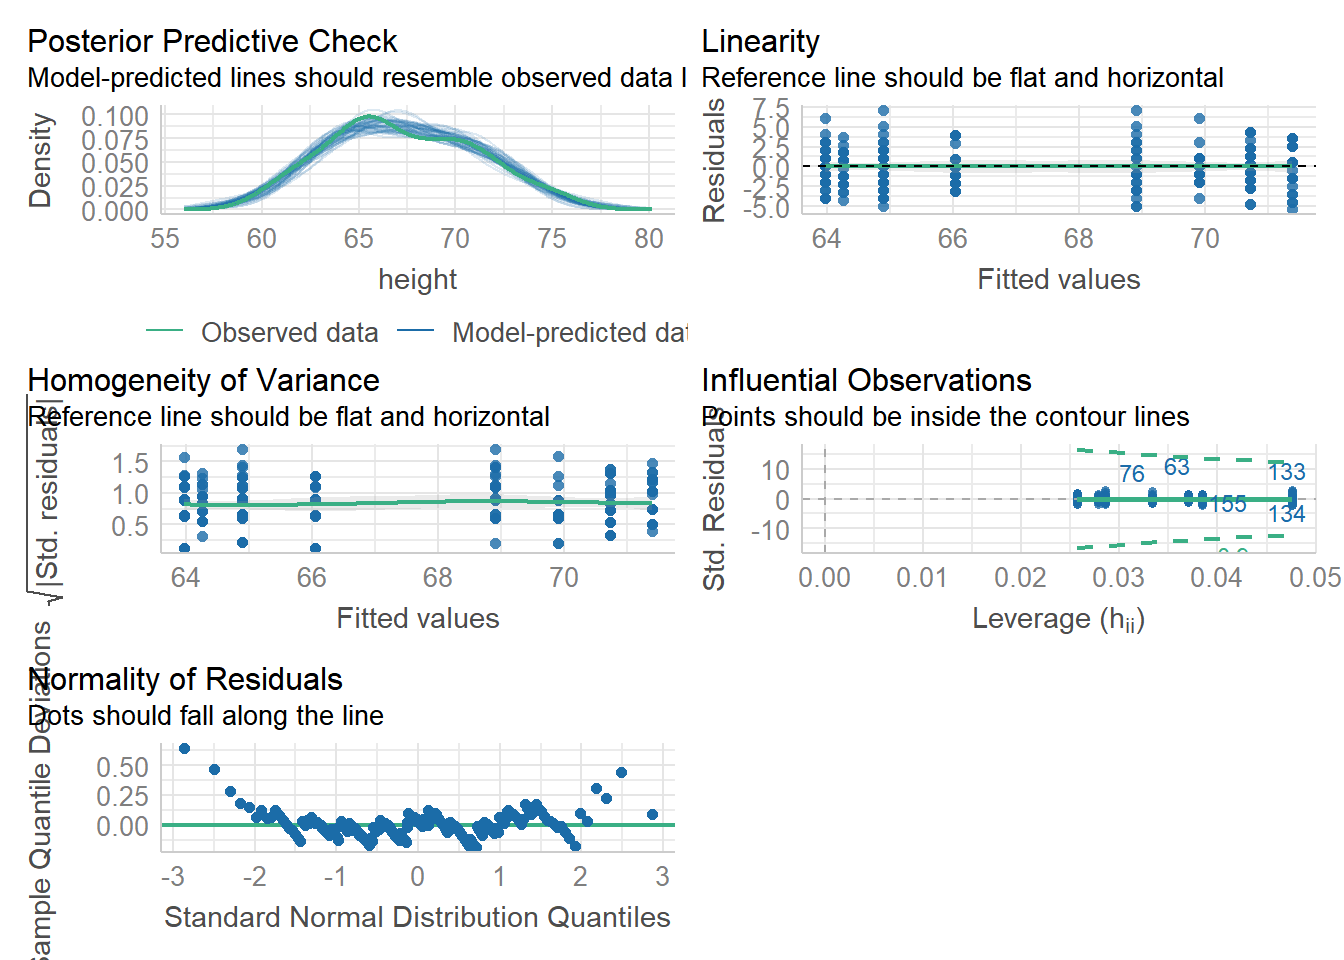 Posterior Predictive Check
Model-predicted lines should resemble observed data l
Density
0.100
0.075
0.050
0.025
0.000
55 60 65 70 75 80
height
Observed data Model-predicted dat
Linearity
Reference line should be flat and horizontal
Residuals
7.5
5.0
2.5
0.0
-2.5
-5.0
64 66 68 70
Fitted values
Homogeneity of Variance
Reference line should be flat and horizontal
√|Std. residuals|
1.5
1.0
0.5
64 66 68 70
Fitted values
Influential Observations
Points should be inside the contour lines
Std. Residuals
10
0
-10
76 63 133
155
134
0.00 0.01 0.02 0.03 0.04 0.05
Leverage (hii)
Normality of Residuals
Dots should fall along the line
Sample Quantile Deviations
0.50
0.25
0.00
-3 -2 -1 0 1 2 3
Standard Normal Distribution Quantiles